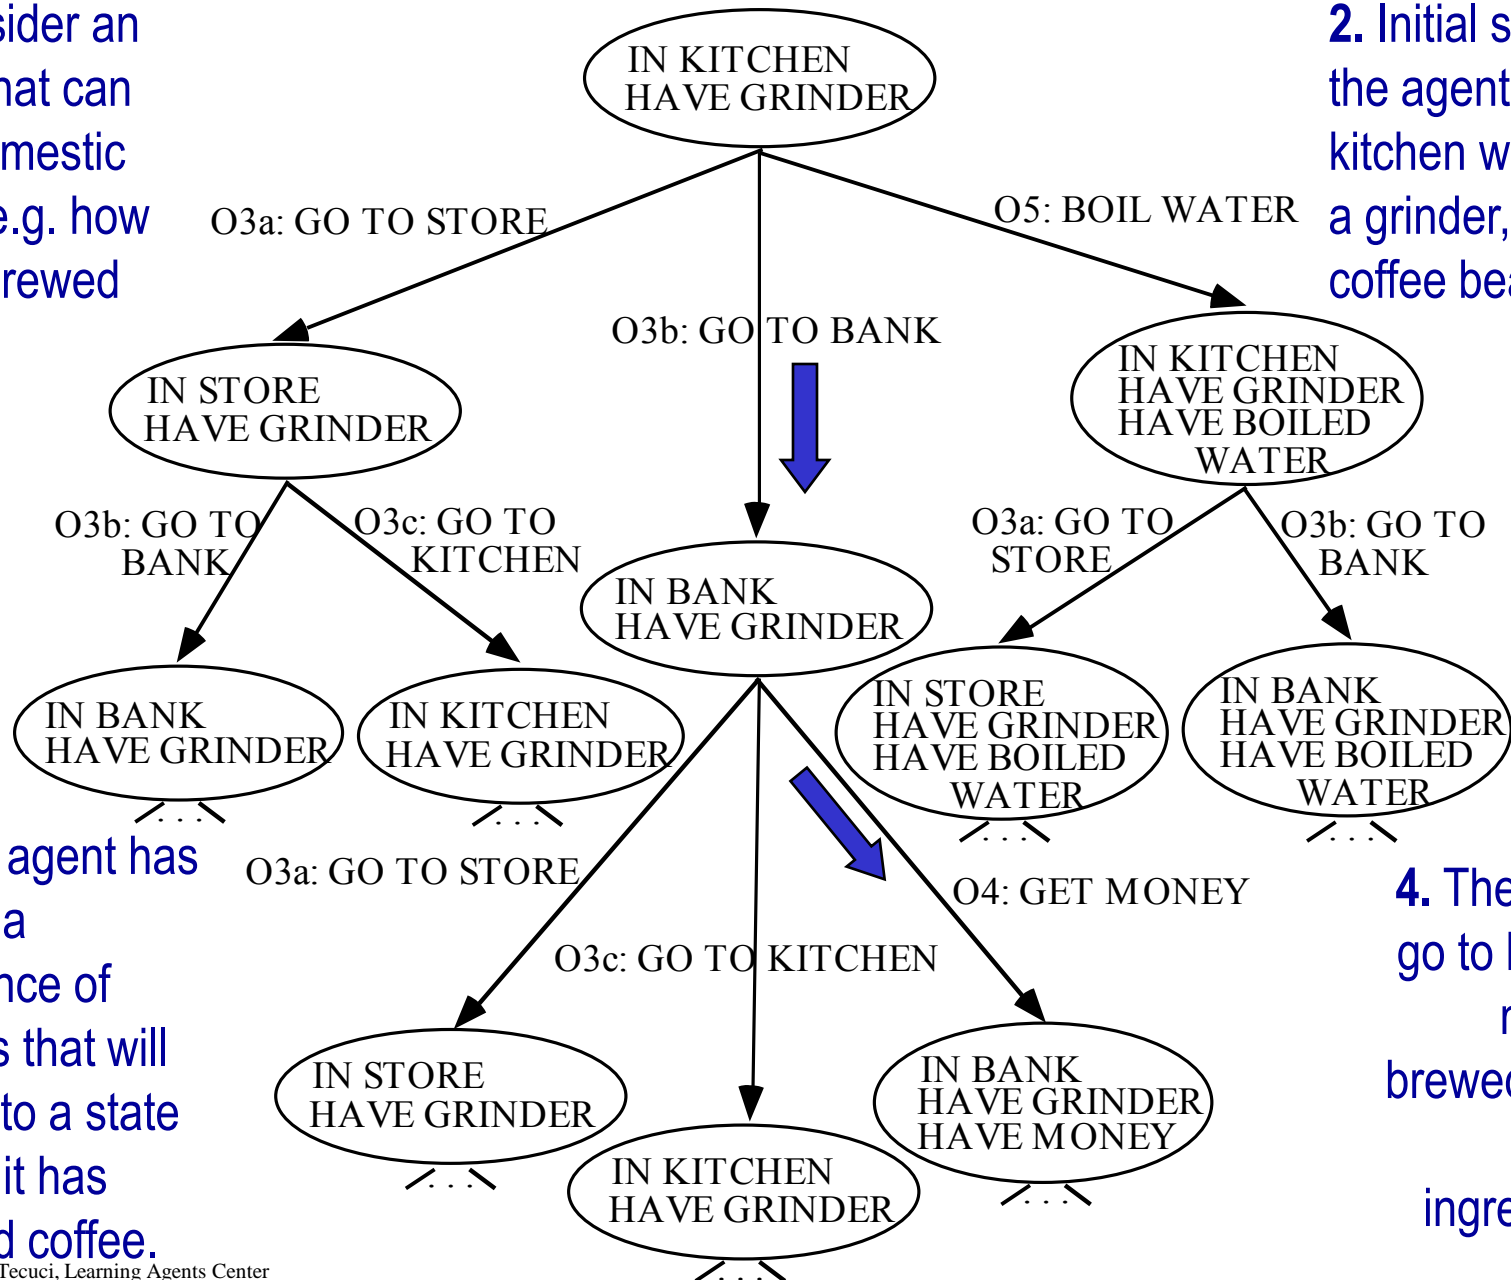 sider an
hat can
mestic
e.g. how
rewed
2. Initial s
the agent
kitchen w
a grinder,
coffee bea
IN KITCHEN
HAVE GRINDER
O3a: GO TO STORE
O3b: GO TO BANK
O5: BOIL WATER
IN STORE
HAVE GRINDER
IN KITCHEN
HAVE GRINDER
HAVE BOILED
WATER
O3b: GO TO
BANK
O3c: GO TO
KITCHEN
IN BANK
HAVE GRINDER
O3a: GO TO
STORE
O3b: GO TO
BANK
IN BANK
HAVE GRINDER
IN KITCHEN
HAVE GRINDER
IN STORE
HAVE GRINDER
HAVE BOILED
WATER
IN BANK
HAVE GRINDER
HAVE BOILED
WATER
. . .
. . .
. . .
. . .
O3a: GO TO STORE
O3c: GO TO KITCHEN
O4: GET MONEY
IN STORE
HAVE GRINDER
IN KITCHEN
HAVE GRINDER
IN BANK
HAVE GRINDER
HAVE MONEY
. . .
. . .
. . .
agent has
a
nce of
s that will
to a state
it has
d coffee.
4. The
go to
brewed
ingre
Tecuci, Learning Agents Center